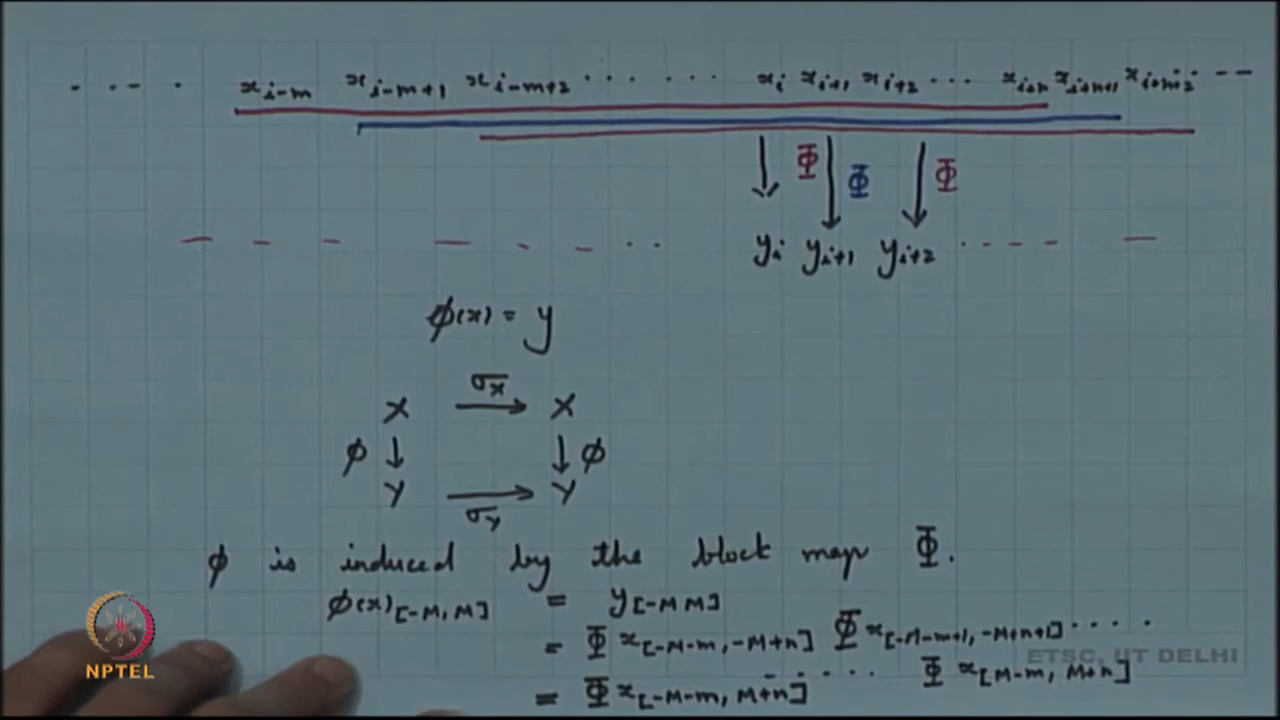 . . . . x_{i-m} x_{i-m+1} x_{i-m+2} . . . . . . . x_i x_{i+1} x_{i+2} . . . x_{i+n} x_{i+n+1} x_{i+n+2} . . - -
Φ Φ Φ
y_i y_{i+1} y_{i+2} . . . .
ϕ(x) = y
σ_X
X → X
ϕ ↓ ↓ ϕ
Y → Y
σ_Y
ϕ is induced by the block map Φ.
ϕ(x)_{[-M, M]} = y_{[-M M]}
= Φ x_{[-M-m, -M+n]} Φ x_{[-M-m+1, -M+n+1]} . . . . .
ETSC, IIT DELHI
. . . . . Φ x_{[M-m, M+n]}
= Φ x_{[-M-m, M+n]}
NPTEL